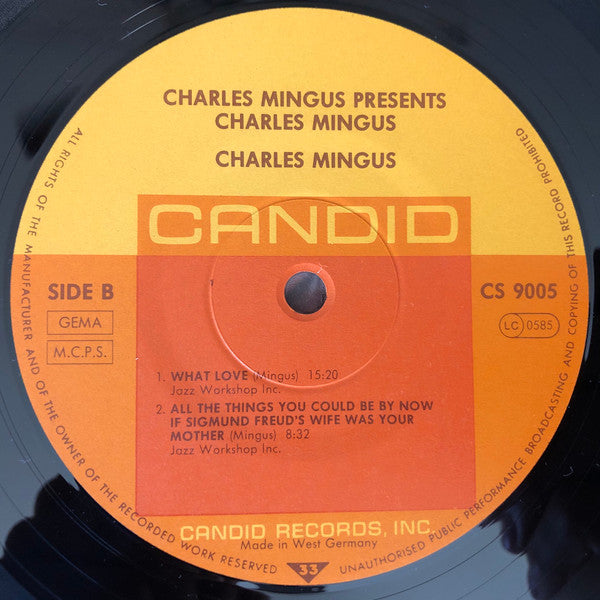 CHARLES MINGUS PRESENTS
CHARLES MINGUS
CHARLES MINGUS
CANDID
SIDE B
CS 9005
GEMA
LC 0585
M.C.P.S.
1. WHAT LOVE (Mingus) 15:20
Jazz Workshop Inc.
2. ALL THE THINGS YOU COULD BE BY NOW
IF SIGMUND FREUD'S WIFE WAS YOUR
MOTHER (Mingus) 8:32
Jazz Workshop Inc.
CANDID RECORDS, INC.
Made in West Germany
33
ALL RIGHTS OF THE MANUFACTURER AND OF THE OWNER OF THE RECORDED WORK RESERVED
UNAUTHORISED PUBLIC PERFORMANCE BROADCASTING AND COPYING OF THIS RECORD PROHIBITED